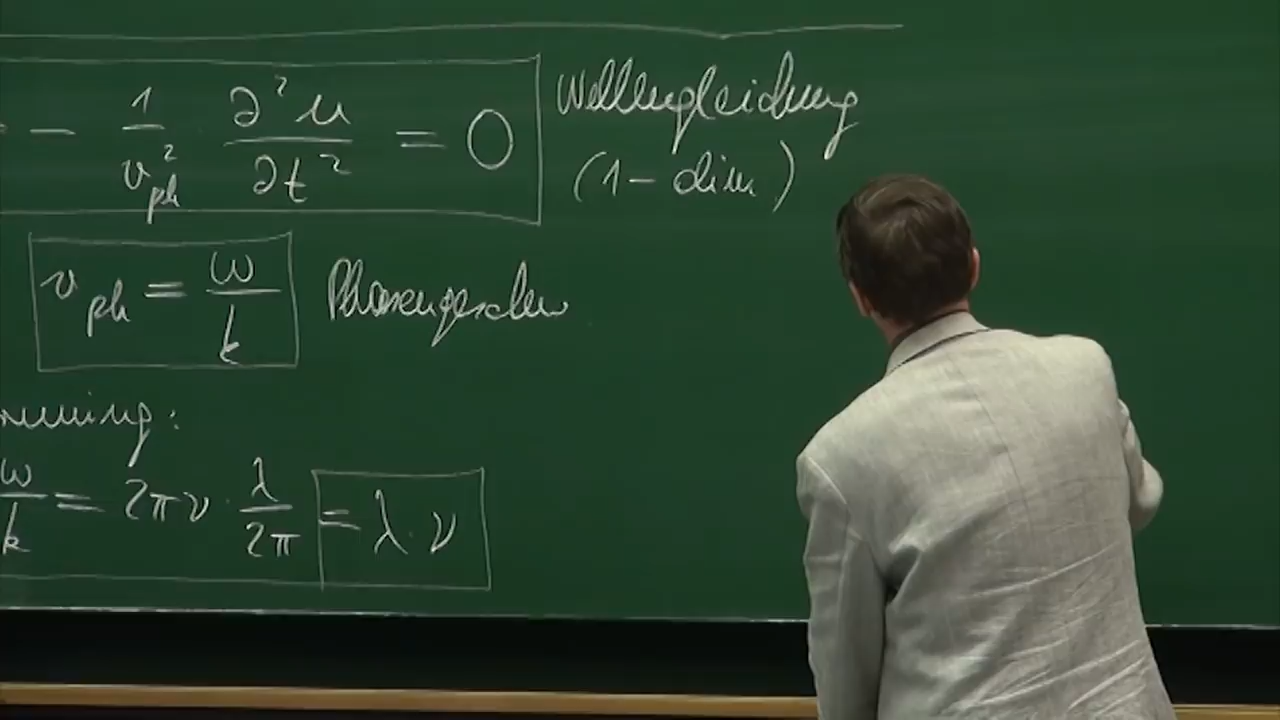 − 1/v²_ph ∂²u/∂t² = 0 Wellengleichung
(1-dim)
v_ph = ω/k Phasengeschw
ω/k = 2πν · λ/2π = λ · ν